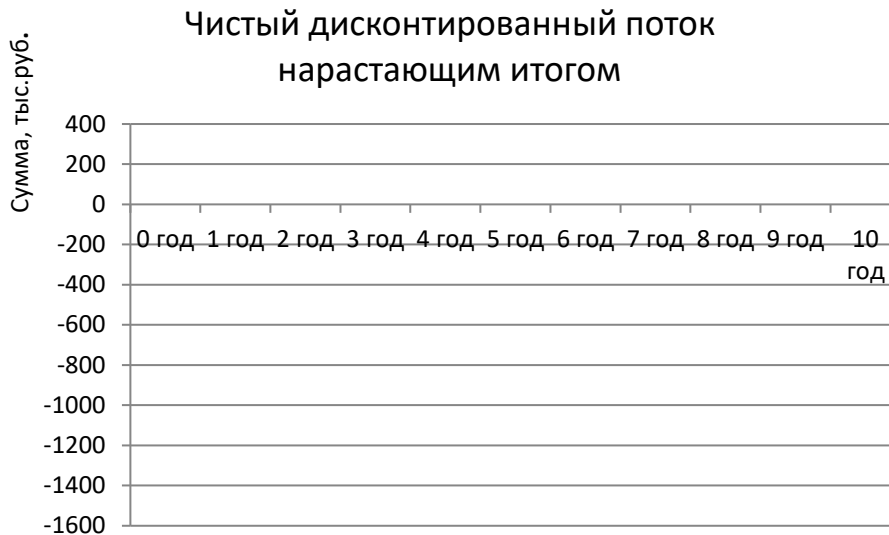 Чистый дисконтированный поток
нарастающим итогом
Сумма, тыс.руб.
400
200
0
-200
-400
-600
-800
-1000
-1200
-1400
-1600
0 год 1 год 2 год 3 год 4 год 5 год 6 год 7 год 8 год 9 год 10
год